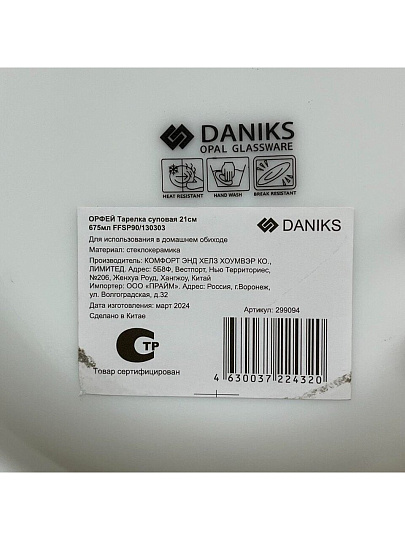 DANIKS
OPAL GLASSWARE
HEAT RESISTANT HAND WASH BREAK RESISTANT
ОРФЕЙ Тарелка суповая 21см
675мл FFSP90/130303
DANIKS
Для использования в домашнем обиходе
Материал: стеклокерамика
Производитель: КОМФОРТ ЭНД ХЕЛЗ ХОУМВЭР КО.,
ЛИМИТЕД. Адрес: 5Б8Ф, Вестпорт, Нью Территориес,
№206, Женхуа Роуд, Хангжоу, Китай
Импортер: ООО «ПРАЙМ». Адрес: Россия, г.Воронеж,
ул. Волгоградская, д.32
Дата изготовления: март 2024
Сделано в Китае
Артикул: 299094
ТР
Товар сертифицирован
4 630037 224320